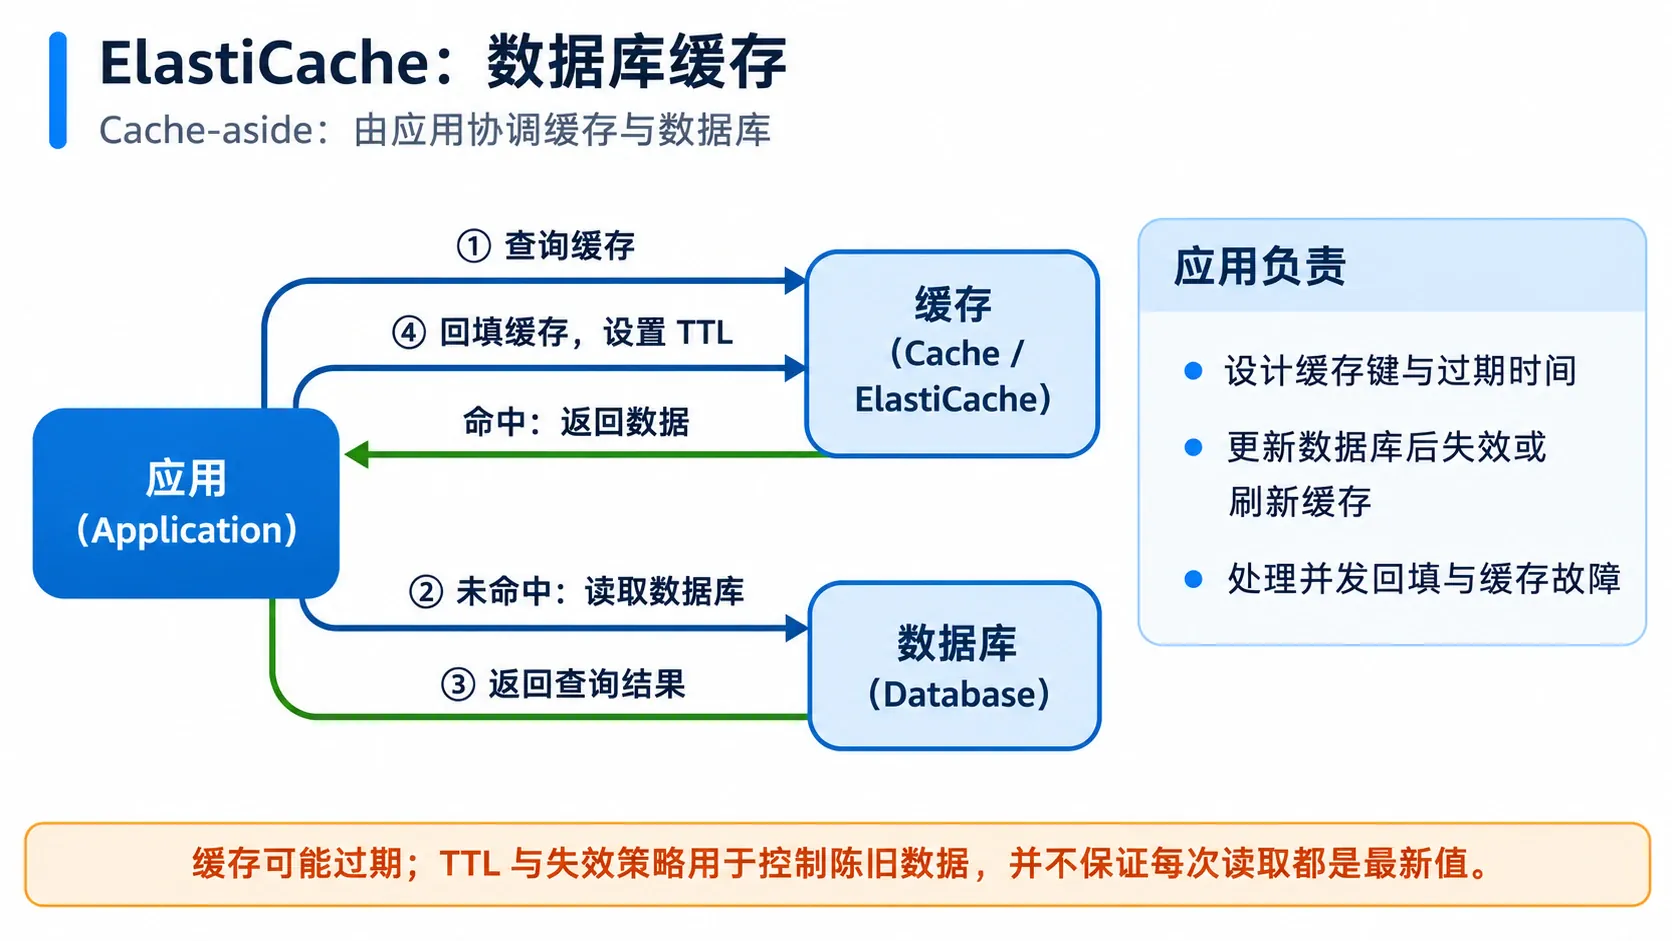 ElastiCache：数据库缓存
Cache-aside：由应用协调缓存与数据库
① 查询缓存
④ 回填缓存，设置 TTL
命中：返回数据
缓存
（Cache /
ElastiCache）
应用
（Application）
② 未命中：读取数据库
③ 返回查询结果
数据库
（Database）
应用负责
设计缓存键与过期时间
更新数据库后失效或
刷新缓存
处理并发回填与缓存故障
缓存可能过期；TTL 与失效策略用于控制陈旧数据，并不保证每次读取都是最新值。